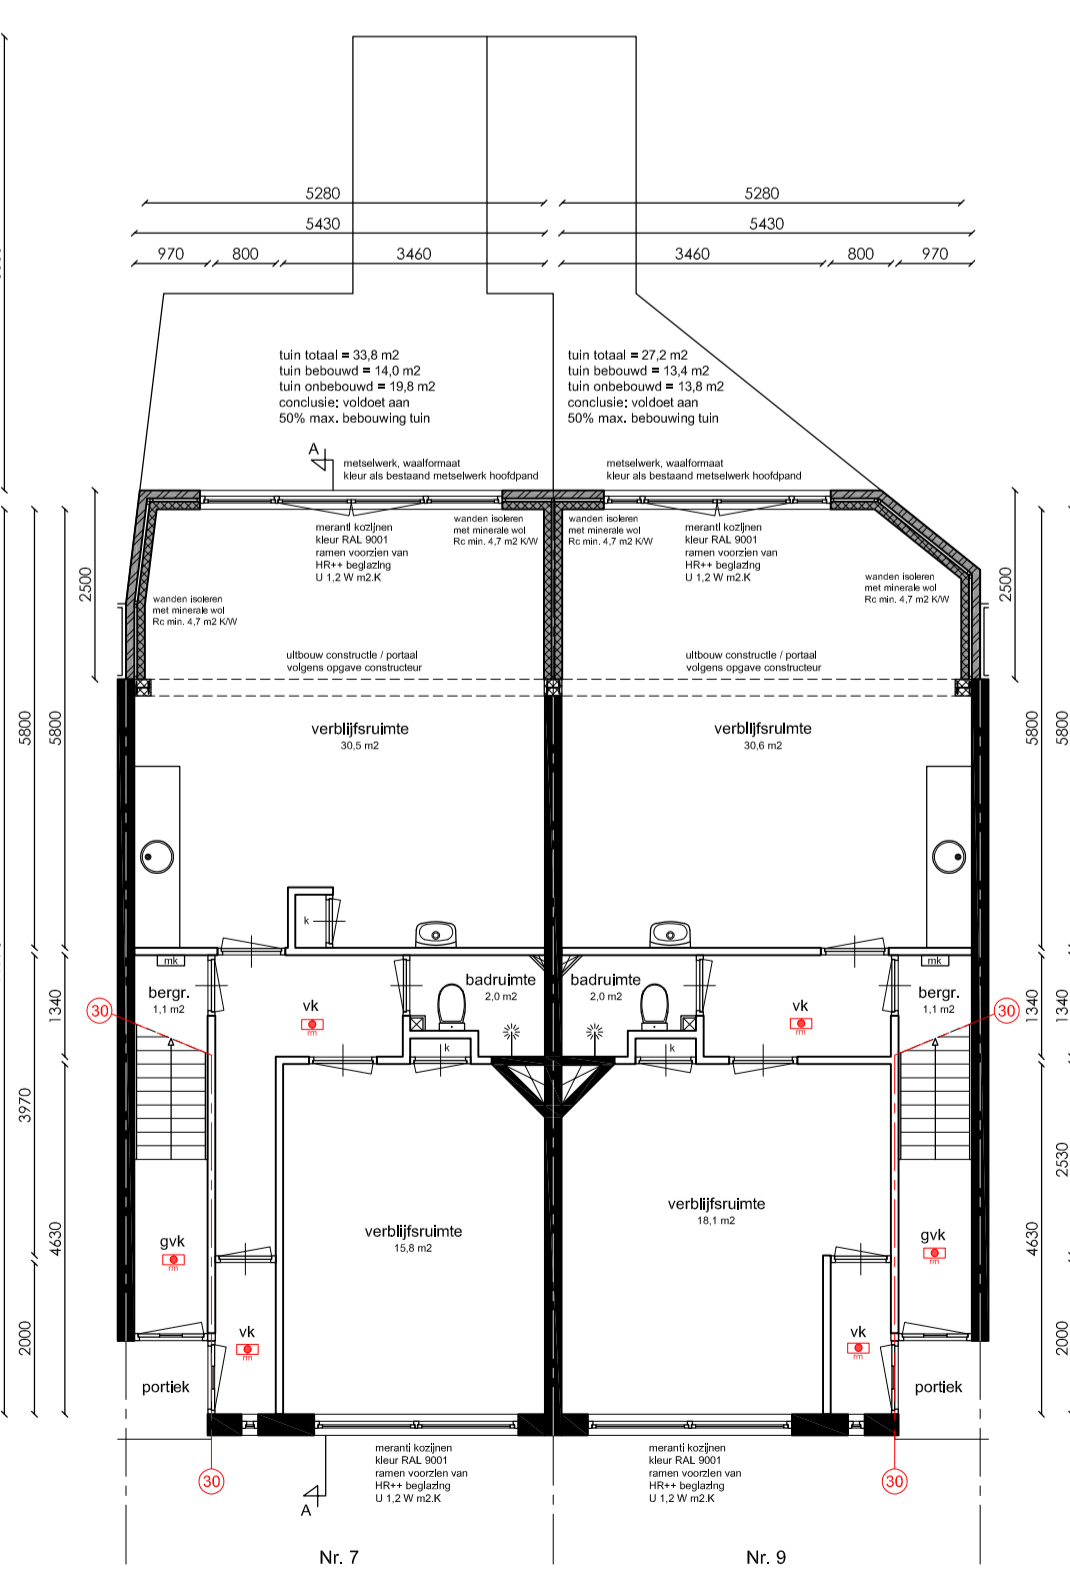 5280
5280
5430
5430
970
800
3460
3460
800
970
tuin totaal = 33,8 m2
tuin bebouwd = 14,0 m2
tuin onbebouwd = 19,8 m2
conclusie: voldoet aan
50% max. bebouwing tuin
tuin totaal = 27,2 m2
tuin bebouwd = 13,4 m2
tuin onbebouwd = 13,8 m2
conclusie: voldoet aan
50% max. bebouwing tuin
A
metselwerk, waalformaat
kleur als bestaand metselwerk hoofdpand
metselwerk, waalformaat
kleur als bestaand metselwerk hoofdpand
meranti kozijnen
kleur RAL 9001
ramen voorzien van
HR++ beglazing
U 1,2 W m2.K
wanden isoleren
met minerale wol
Rc min. 4,7 m2 K/W
wanden isoleren
met minerale wol
Rc min. 4,7 m2 K/W
meranti kozijnen
kleur RAL 9001
ramen voorzien van
HR++ beglazing
U 1,2 W m2.K
2500
2500
wanden isoleren
met minerale wol
Rc min. 4,7 m2 K/W
wanden isoleren
met minerale wol
Rc min. 4,7 m2 K/W
uitbouw constructie / portaal
volgens opgave constructeur
uitbouw constructie / portaal
volgens opgave constructeur
5800
5800
verblijfsruimte
30,5 m2
verblijfsruimte
30,6 m2
5800
5800
k
mk
mk
bergr.
1,1 m2
vk
rm
badruimte
2,0 m2
badruimte
2,0 m2
vk
rm
bergr.
1,1 m2
30
30
1340
1340
1340
k
k
3970
4630
2530
4630
verblijfsruimte
15,8 m2
verblijfsruimte
18,1 m2
gvk
rm
gvk
rm
vk
rm
vk
rm
2000
2000
portiek
portiek
30
30
meranti kozijnen
kleur RAL 9001
ramen voorzien van
HR++ beglazing
U 1,2 W m2.K
meranti kozijnen
kleur RAL 9001
ramen voorzien van
HR++ beglazing
U 1,2 W m2.K
A
Nr. 7
Nr. 9